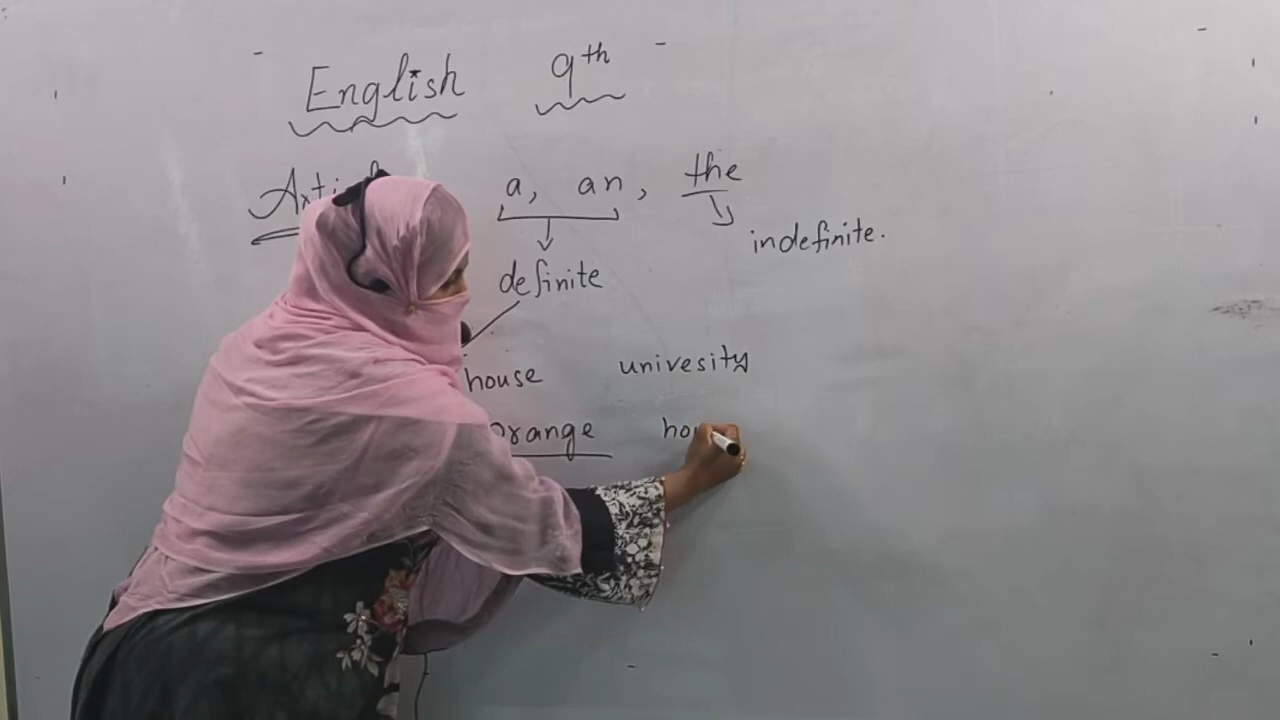 English 9th
a, an, the
indefinite.
definite
house univesity
orange